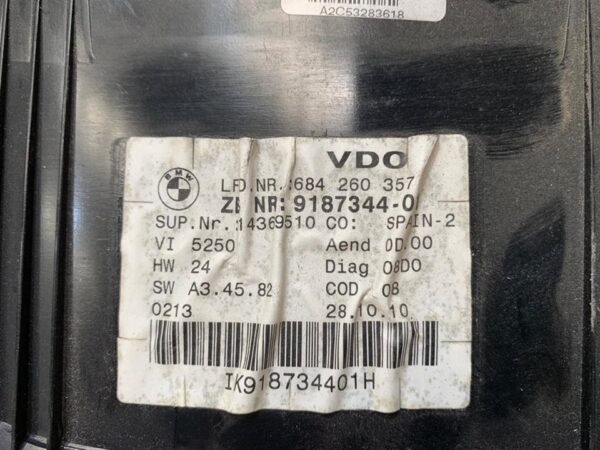 A2C53283618
VDO
BMW
LFD.NR.:684 260 357
ZB NR: 9187344-0
SUP.Nr.:14369510 CO: SPAIN-2
VI 5250 Aend 0D.00
HW 24 Diag 08D0
SW A3.45.82 COD 08
0213 28.10.10
IK918734401H